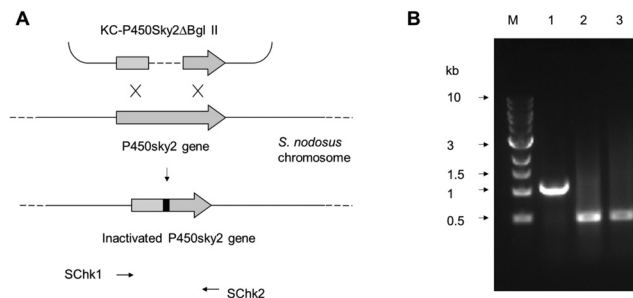 A
KC-P450Sky2ΔBgl II
P450sky2 gene
S. nodosus
chromosome
Inactivated P450sky2 gene
SChk1
SChk2
B
M 1 2 3
kb
10
3
1.5
1
0.5